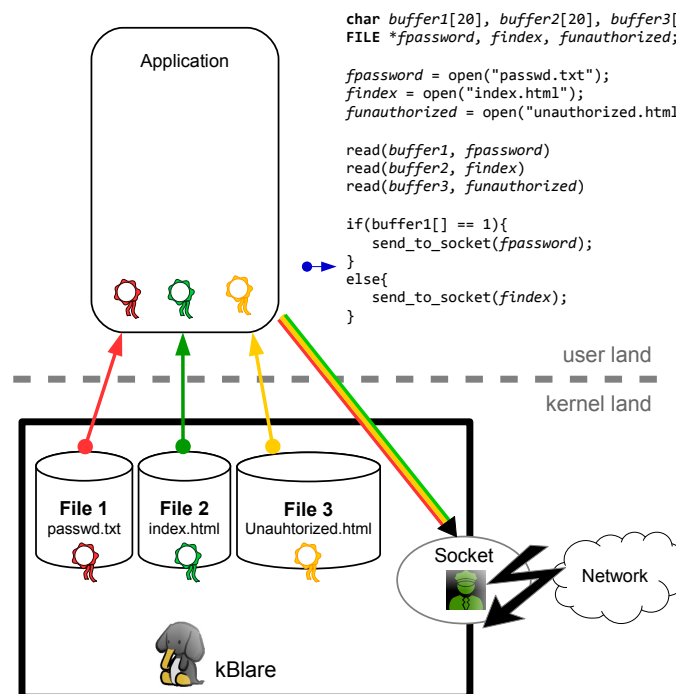 char buffer1[20], buffer2[20], buffer3[
FILE *fpassword, findex, funauthorized;
Application
fpassword = open("passwd.txt");
findex = open("index.html");
funauthorized = open("unauthorized.html
read(buffer1, fpassword)
read(buffer2, findex)
read(buffer3, funauthorized)
if(buffer1[] == 1){
send_to_socket(fpassword);
}
else{
send_to_socket(findex);
}
user land
kernel land
File 1
passwd.txt
File 2
index.html
File 3
Unauhtorized.html
Socket
Network
kBlare